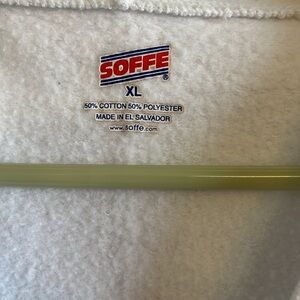 SOFFE®
XL
50% COTTON 50% POLYESTER
MADE IN EL SALVADOR
www.soffe.com